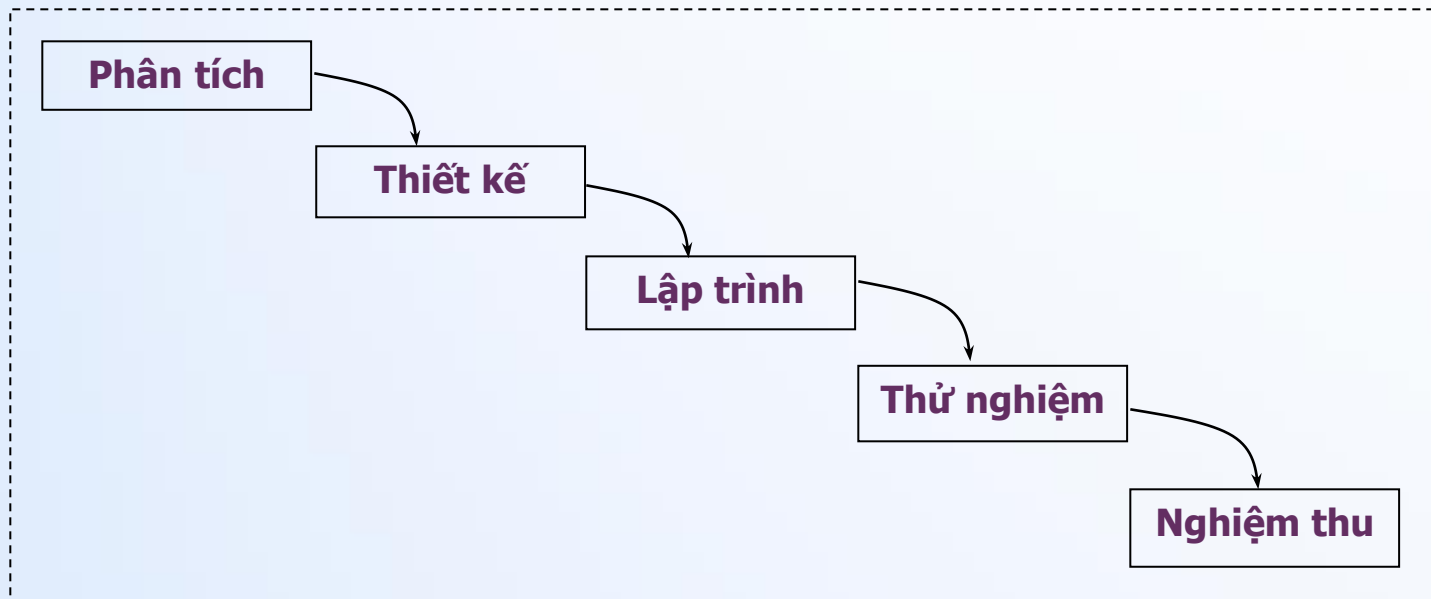 Phân tích
Thiết kế
Lập trình
Thử nghiệm
Nghiệm thu